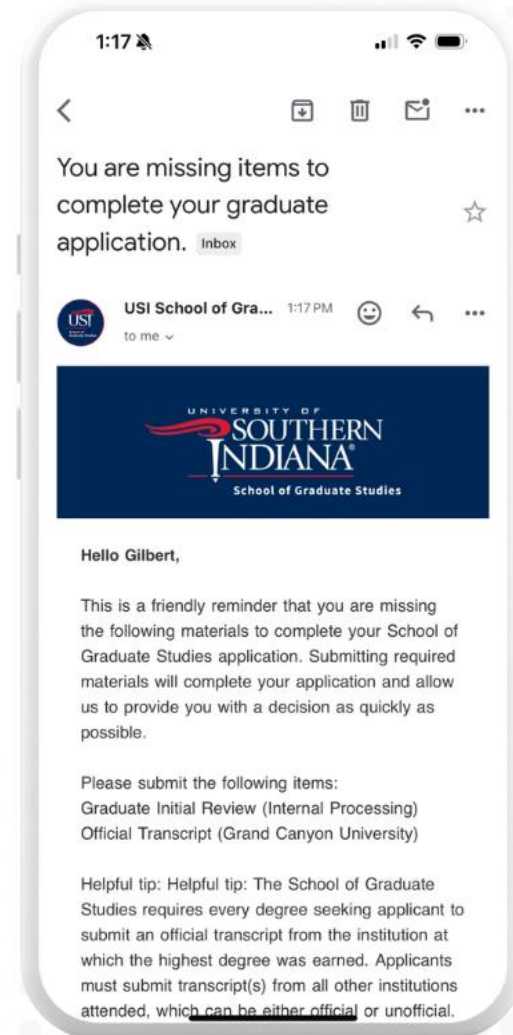 1:17
You are missing items to
complete your graduate
application. Inbox
USI School of Gra... 1:17 PM
to me
USI
UNIVERSITY OF
SOUTHERN
INDIANA®
School of Graduate Studies
Hello Gilbert,
This is a friendly reminder that you are missing
the following materials to complete your School of
Graduate Studies application. Submitting required
materials will complete your application and allow
us to provide you with a decision as quickly as
possible.
Please submit the following items:
Graduate Initial Review (Internal Processing)
Official Transcript (Grand Canyon University)
Helpful tip: Helpful tip: The School of Graduate
Studies requires every degree seeking applicant to
submit an official transcript from the institution at
which the highest degree was earned. Applicants
must submit transcript(s) from all other institutions
attended, which can be either official or unofficial.